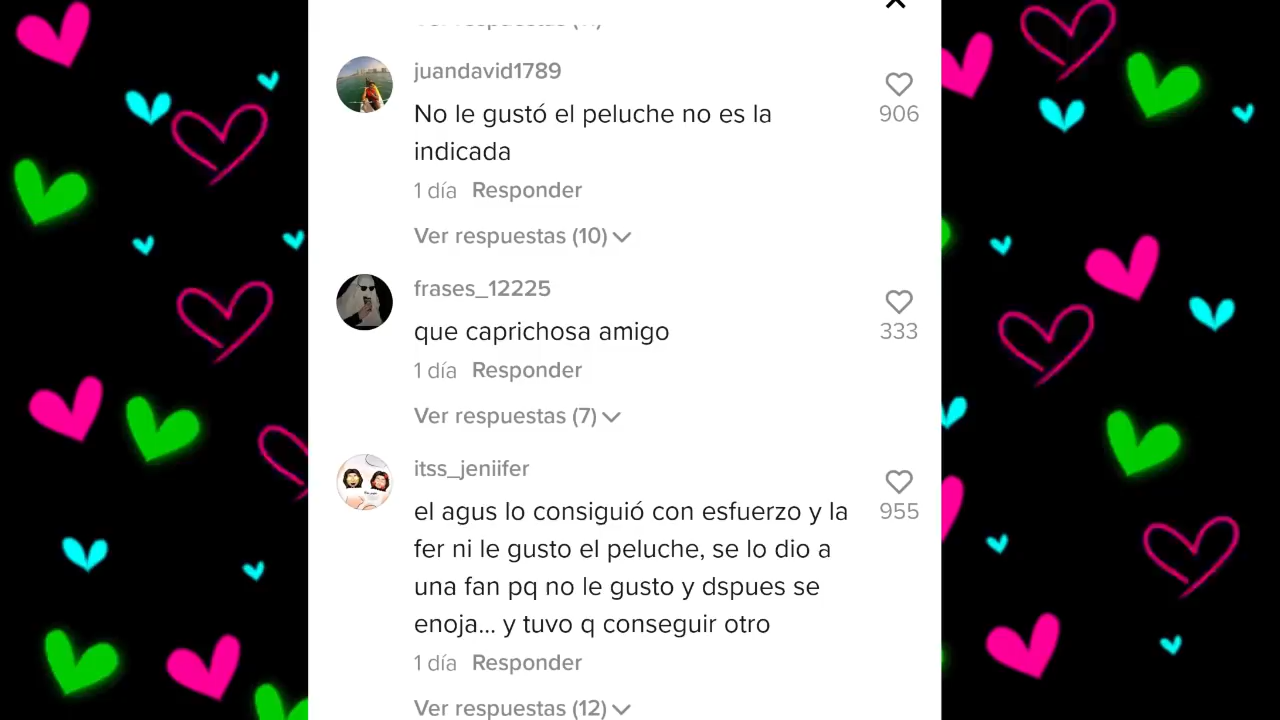 juandavid1789
No le gustó el peluche no es la
indicada
906
1 día Responder
Ver respuestas (10)
frases_12225
que caprichosa amigo
333
1 día Responder
Ver respuestas (7)
itss_jeniifer
el agus lo consiguió con esfuerzo y la
fer ni le gusto el peluche, se lo dio a
una fan pq no le gusto y dspues se
enoja... y tuvo q conseguir otro
955
1 día Responder
Ver respuestas (12)